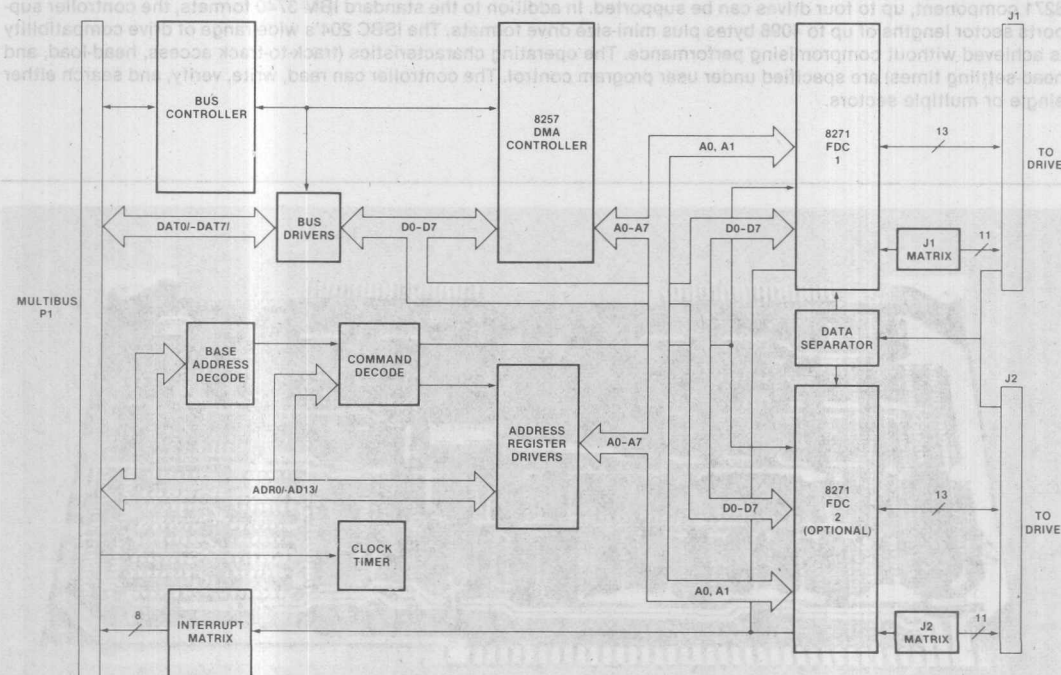 8271 component, up to four drives can be supported. In addition to the standard IBM 3740 formats, the controller sup-
ports sector lengths of up to 4096 bytes plus mini-size drive formats. The iSBC 204's wide range of drive compatibility
is achieved without compromising performance. The operating characteristics (track-to-track access, head-load, and
head-settling times) are specified under user program control. The controller can read, write, verify, and search either
single or multiple sectors.
J1
BUS
CONTROLLER
8257
DMA
CONTROLLER
8271
FDC
1
A0, A1
13
TO
DRIVE
DAT0/-DAT7/
BUS
DRIVERS
D0-D7
A0-A7
D0-D7
J1
MATRIX
11
MULTIBUS
P1
BASE
ADDRESS
DECODE
COMMAND
DECODE
DATA
SEPARATOR
J2
ADDRESS
REGISTER
DRIVERS
A0-A7
ADR0/-AD13/
8271
FDC
2
(OPTIONAL)
D0-D7
13
TO
DRIVE
CLOCK
TIMER
A0, A1
8
INTERRUPT
MATRIX
J2
MATRIX
11